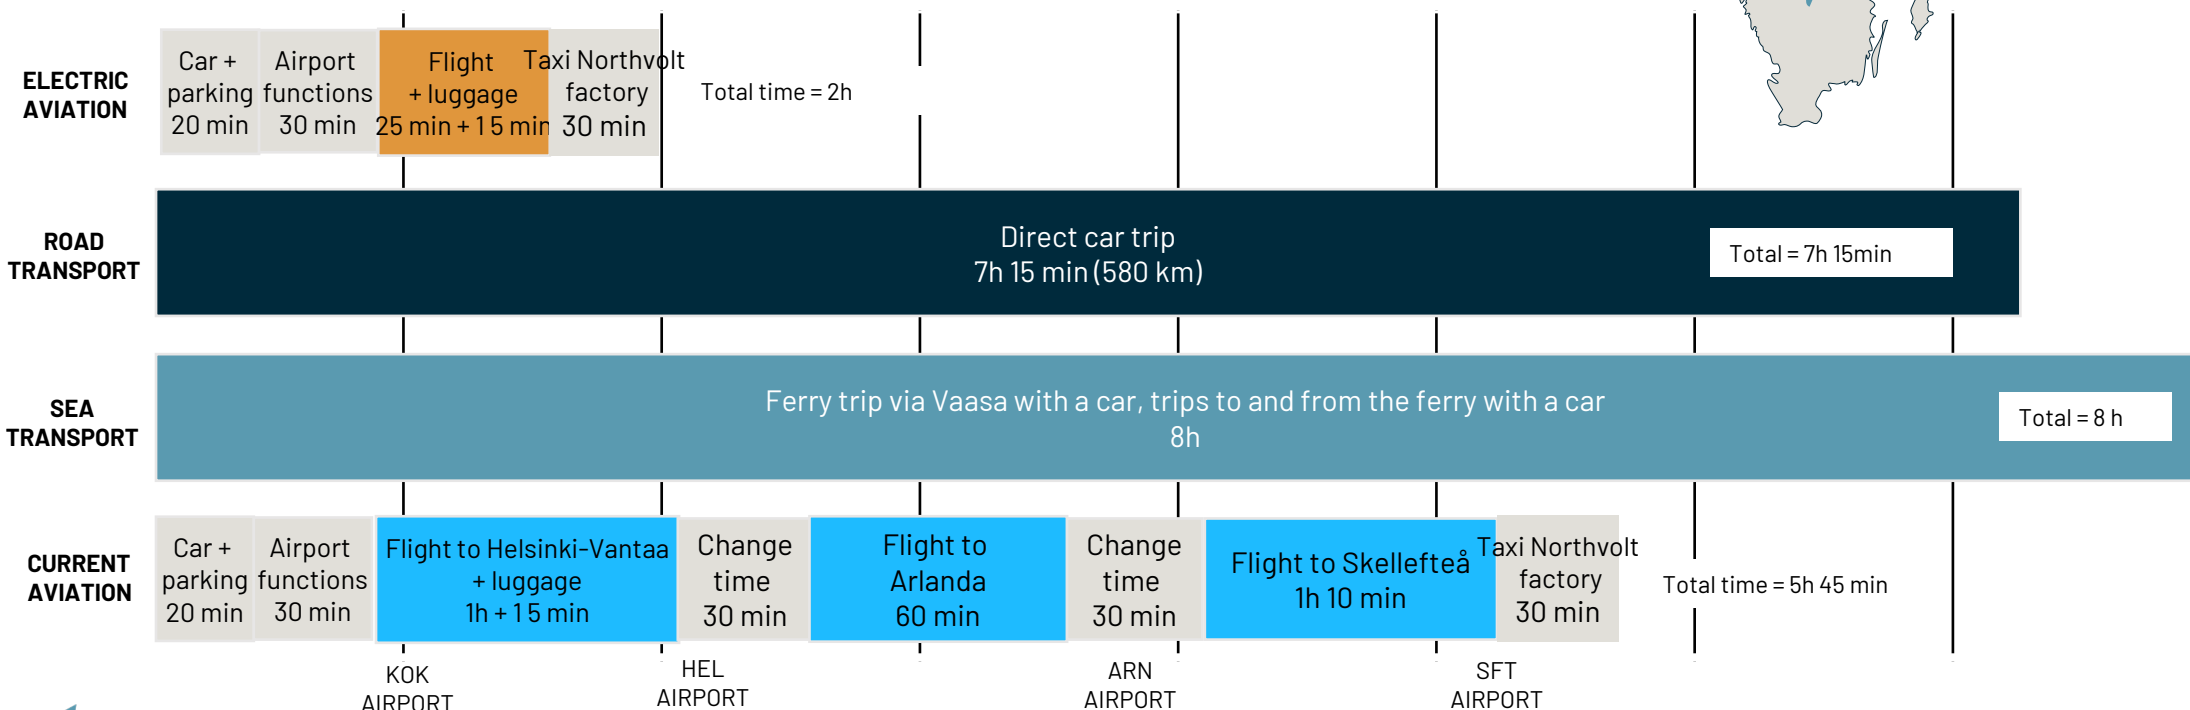 ELECTRIC
AVIATION
Car +
parking
20 min
Airport
functions
30 min
Flight
+ luggage
25 min + 15 min
Taxi Northvolt
factory
30 min
Total time = 2h
ROAD
TRANSPORT
Direct car trip
7h 15 min (580 km)
Total = 7h 15min
SEA
TRANSPORT
Ferry trip via Vaasa with a car, trips to and from the ferry with a car
8h
Total = 8 h
CURRENT
AVIATION
Car +
parking
20 min
Airport
functions
30 min
Flight to Helsinki-Vantaa
+ luggage
1h + 15 min
Change
time
30 min
Flight to
Arlanda
60 min
Change
time
30 min
Flight to Skellefteå
1h 10 min
Taxi Northvolt
factory
30 min
Total time = 5h 45 min
KOK
AIRPORT
HEL
AIRPORT
ARN
AIRPORT
SFT
AIRPORT